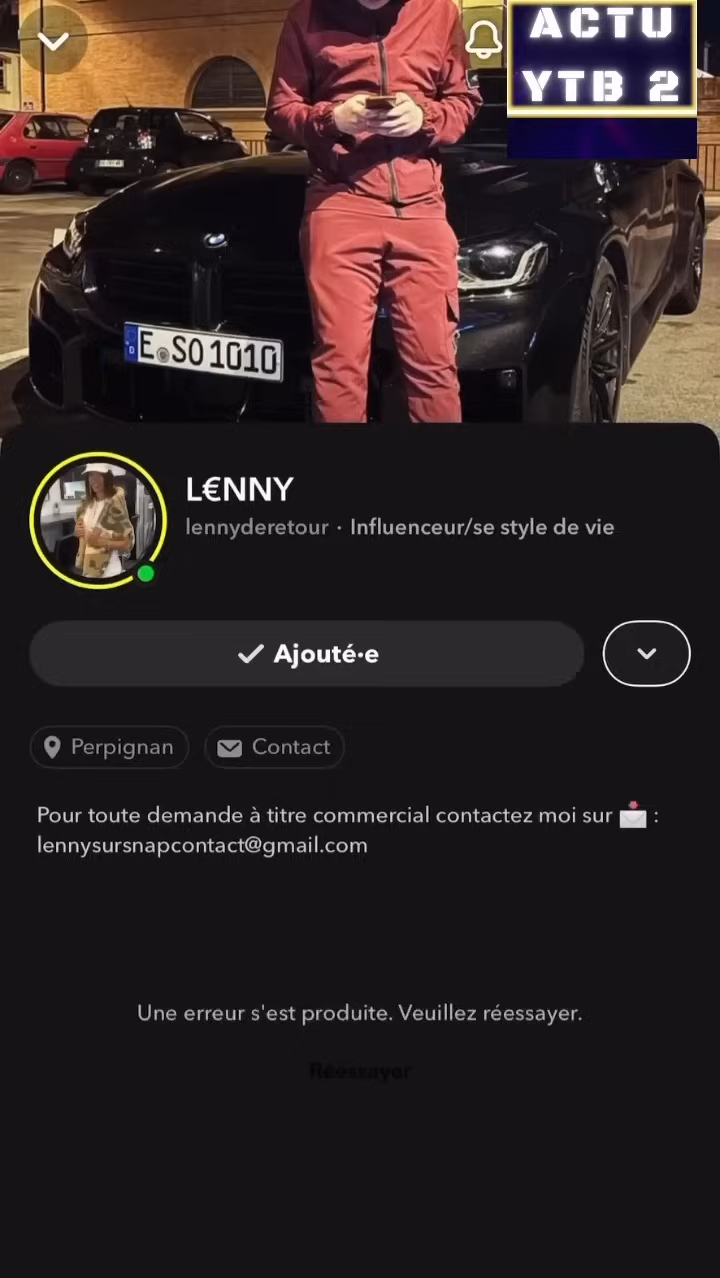 ACTU
YTB 2
E SO 1010
D
L€NNY
lennyderetour · Influenceur/se style de vie
Ajouté·e
Perpignan
Contact
Pour toute demande à titre commercial contactez moi sur 📩 :
lennysursnapcontact@gmail.com
Une erreur s'est produite. Veuillez réessayer.
Réessayer